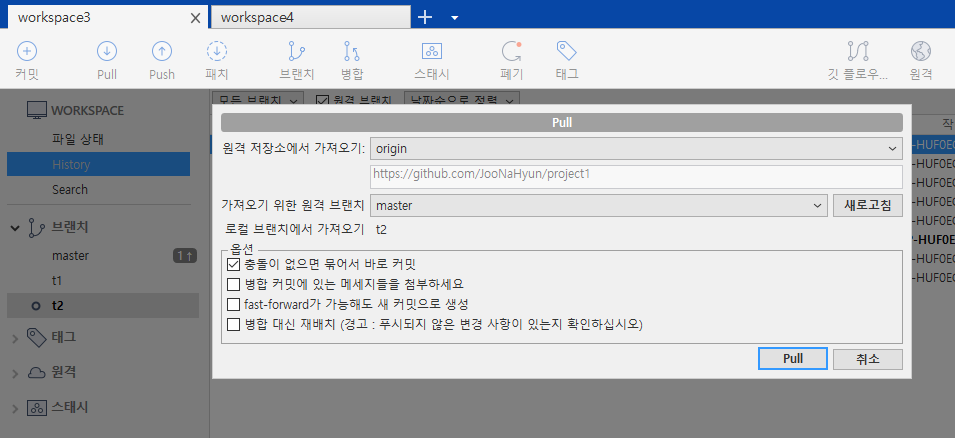 workspace3
workspace4
커밋
Pull
Push
패치
브랜치
병합
스태시
폐기
태그
깃 플로우...
원격
WORKSPACE
파일 상태
History
Search
브랜치
master 1↑
t1
t2
태그
원격
스태시
모든 브랜치
원격 브랜치
날짜순으로 정렬
작
Pull
원격 저장소에서 가져오기: origin
https://github.com/JooNaHyun/project1
가져오기 위한 원격 브랜치 master 새로고침
로컬 브랜치에서 가져오기 t2
옵션
충돌이 없으면 묶어서 바로 커밋
병합 커밋에 있는 메세지들을 첨부하세요
fast-forward가 가능해도 새 커밋으로 생성
병합 대신 재배치 (경고 : 푸시되지 않은 변경 사항이 있는지 확인하십시오)
Pull 취소